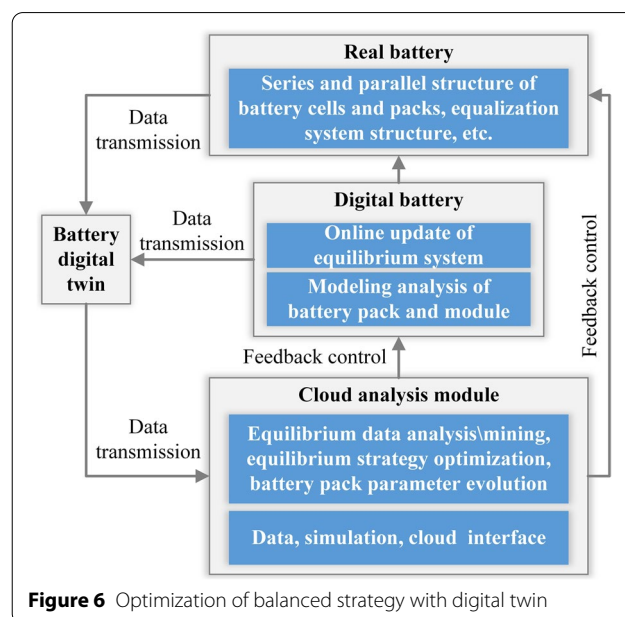 Real battery
Series and parallel structure of
battery cells and packs, equalization
system structure, etc.
Data
transmission
Digital battery
Online update of
equilibrium system
Modeling analysis of
battery pack and module
Data
transmission
Battery
digital
twin
Feedback control
Feedback control
Cloud analysis module
Equilibrium data analysis\mining,
equilibrium strategy optimization,
battery pack parameter evolution
Data, simulation, cloud interface
Data
transmission
Figure 6 Optimization of balanced strategy with digital twin